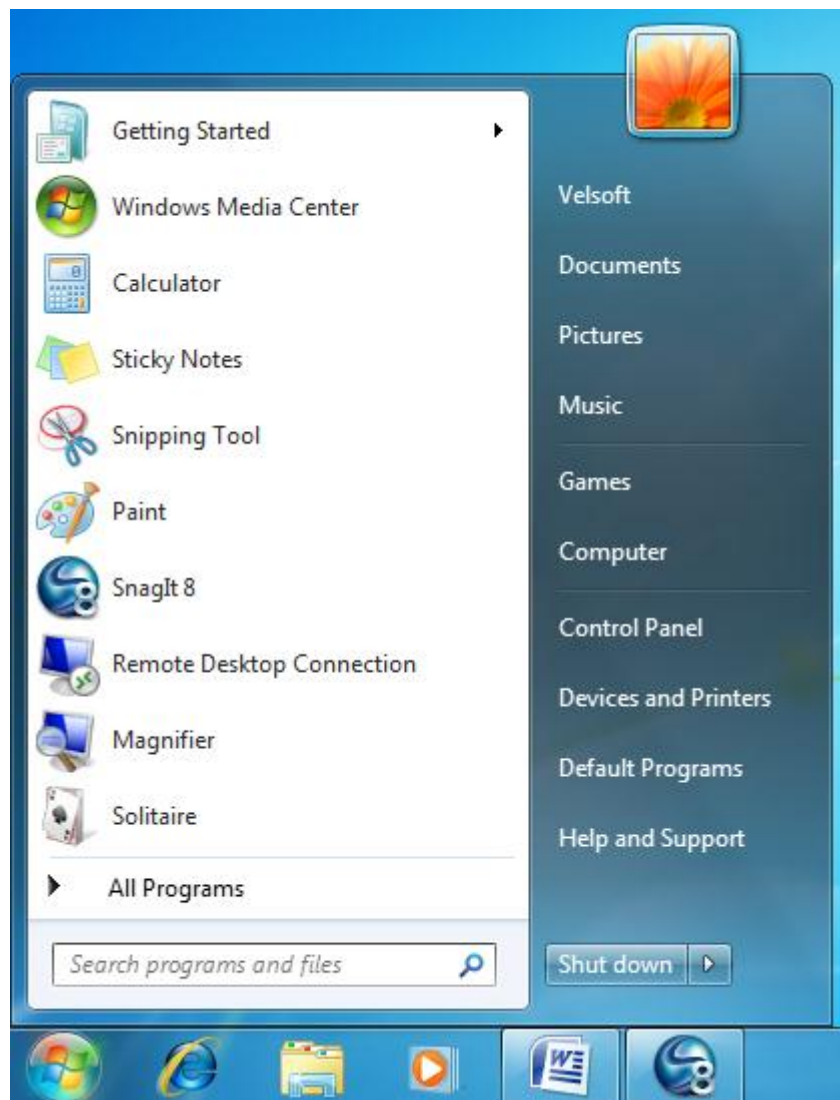 Getting Started
Windows Media Center
Calculator
Sticky Notes
Snipping Tool
Paint
SnagIt 8
Remote Desktop Connection
Magnifier
Solitaire
All Programs
Search programs and files
Velsoft
Documents
Pictures
Music
Games
Computer
Control Panel
Devices and Printers
Default Programs
Help and Support
Shut down